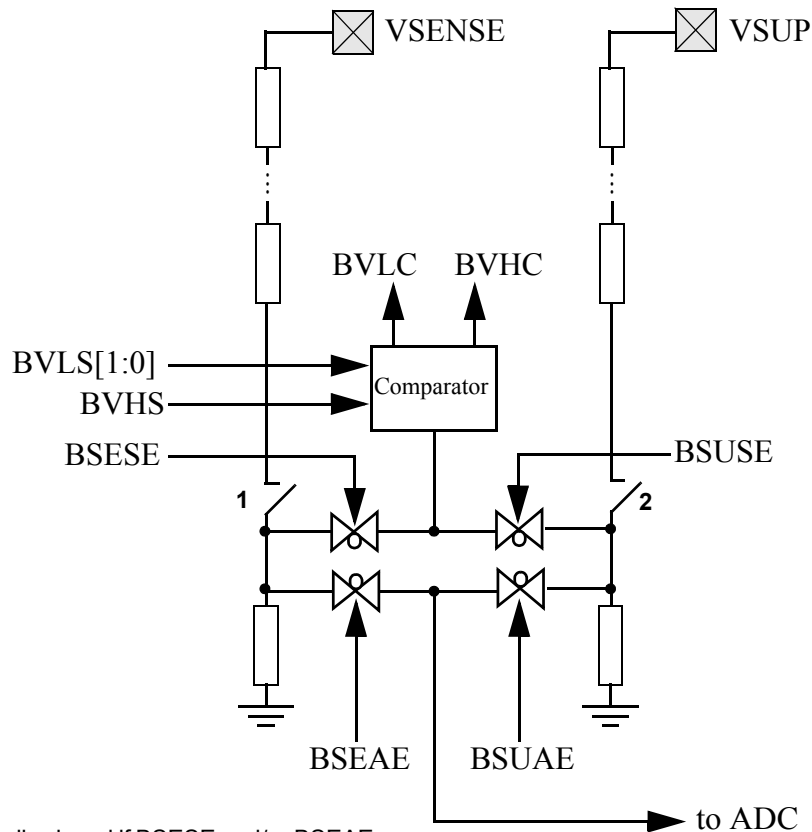 VSENSE
VSUP
BVLC
BVHC
BVLS[1:0]
BVHS
Comparator
BSESE
BSUSE
1
2
BSEAE
BSUAE
to ADC